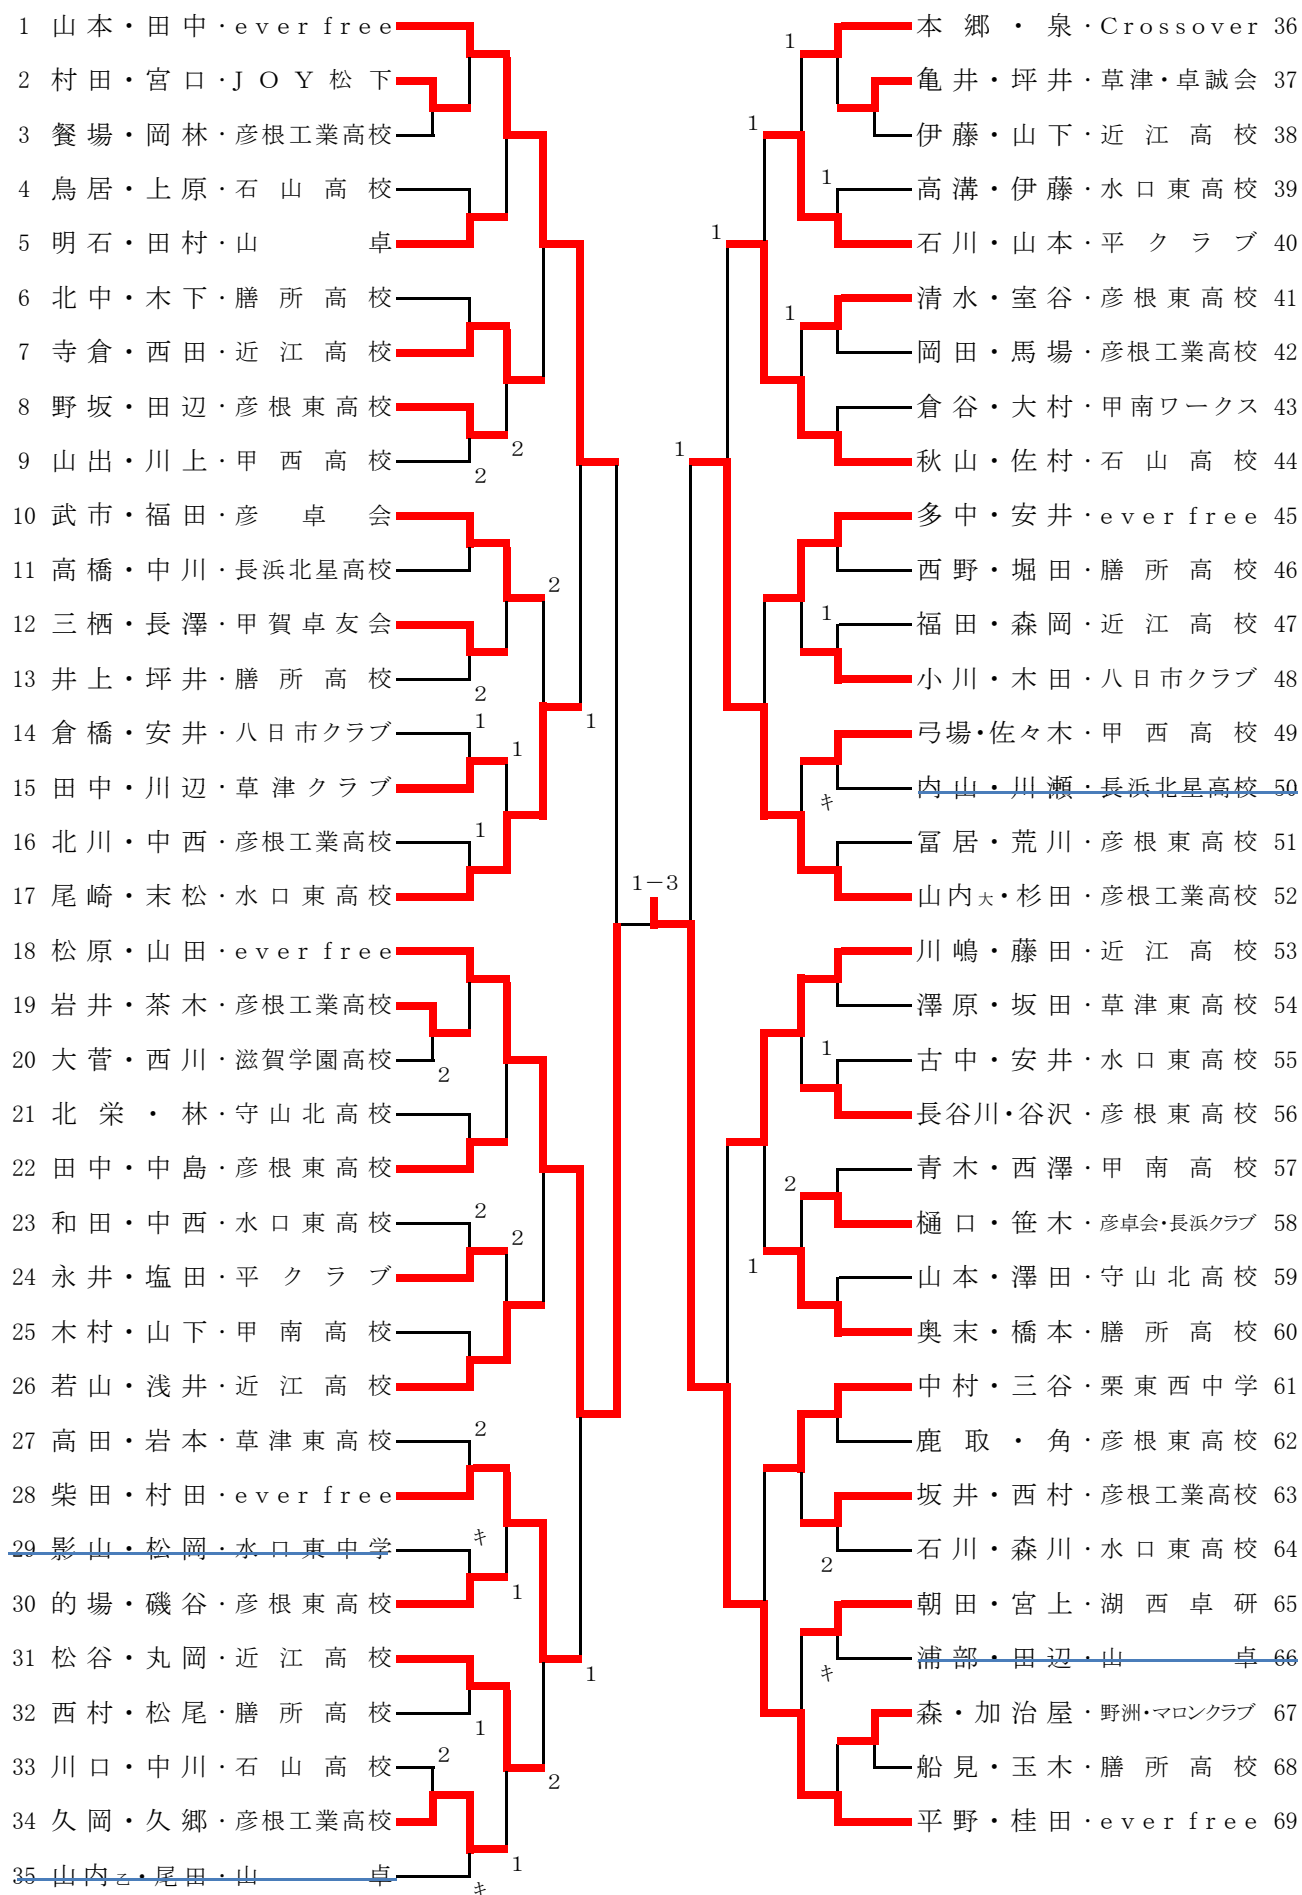 1 山本・田中・ever free
2 村田・宮口・ＪＯＹ松下
3 餐場・岡林・彦根工業高校
4 鳥居・上原・石山高校
5 明石・田村・山卓
6 北中・木下・膳所高校
7 寺倉・西田・近江高校
8 野坂・田辺・彦根東高校
2
9 山出・川上・甲西高校
2
10 武市・福田・彦卓会
11 高橋・中川・長浜北星高校
2
12 三栖・長澤・甲賀卓友会
13 井上・坪井・膳所高校
2
14 倉橋・安井・八日市クラブ
1
1
1
15 田中・川辺・草津クラブ
16 北川・中西・彦根工業高校
1
17 尾崎・末松・水口東高校
18 松原・山田・ever free
19 岩井・茶木・彦根工業高校
20 大菅・西川・滋賀学園高校
2
21 北栄・林・守山北高校
22 田中・中島・彦根東高校
23 和田・中西・水口東高校
2
2
24 永井・塩田・平クラブ
25 木村・山下・甲南高校
26 若山・浅井・近江高校
27 高田・岩本・草津東高校
2
28 柴田・村田・ever free
29 影山・松岡・水口東中学
キ
30 的場・磯谷・彦根東高校
1
31 松谷・丸岡・近江高校
1
32 西村・松尾・膳所高校
1
33 川口・中川・石山高校
2
2
34 久岡・久郷・彦根工業高校
1
35 山内乙・尾田・山卓
キ
1－3
本郷・泉・Crossover 36
1
亀井・坪井・草津・卓誠会 37
1
伊藤・山下・近江高校 38
高溝・伊藤・水口東高校 39
1
石川・山本・平クラブ 40
1
清水・室谷・彦根東高校 41
1
岡田・馬場・彦根工業高校 42
倉谷・大村・甲南ワークス 43
秋山・佐村・石山高校 44
1
多中・安井・ever free 45
西野・堀田・膳所高校 46
福田・森岡・近江高校 47
1
小川・木田・八日市クラブ 48
弓場・佐々木・甲西高校 49
内山・川瀬・長浜北星高校 50
キ
冨居・荒川・彦根東高校 51
山内大・杉田・彦根工業高校 52
川嶋・藤田・近江高校 53
澤原・坂田・草津東高校 54
古中・安井・水口東高校 55
1
長谷川・谷沢・彦根東高校 56
青木・西澤・甲南高校 57
2
樋口・笹木・彦卓会・長浜クラブ 58
1
山本・澤田・守山北高校 59
奥末・橋本・膳所高校 60
中村・三谷・栗東西中学 61
鹿取・角・彦根東高校 62
坂井・西村・彦根工業高校 63
石川・森川・水口東高校 64
2
朝田・宮上・湖西卓研 65
浦部・田辺・山卓 66
キ
森・加治屋・野洲・マロンクラブ 67
船見・玉木・膳所高校 68
平野・桂田・ever free 69